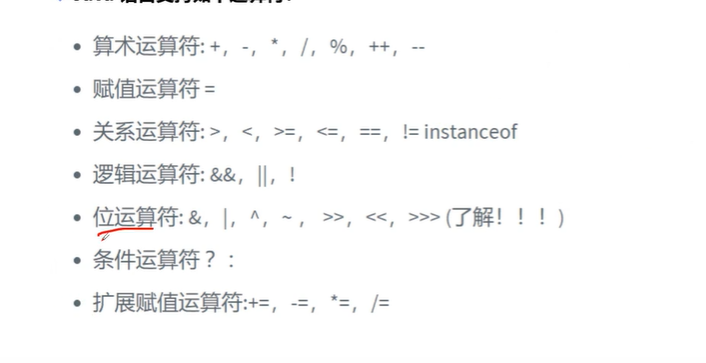 算术运算符: +，-，*，/，%，++，--
赋值运算符 =
关系运算符: >，<，>=，<=，==，!= instanceof
逻辑运算符: &&，||，!
位运算符: &，|，^，~ ， >>，<<，>>> (了解！！！)
条件运算符？：
扩展赋值运算符:+=，-=，*=，/=